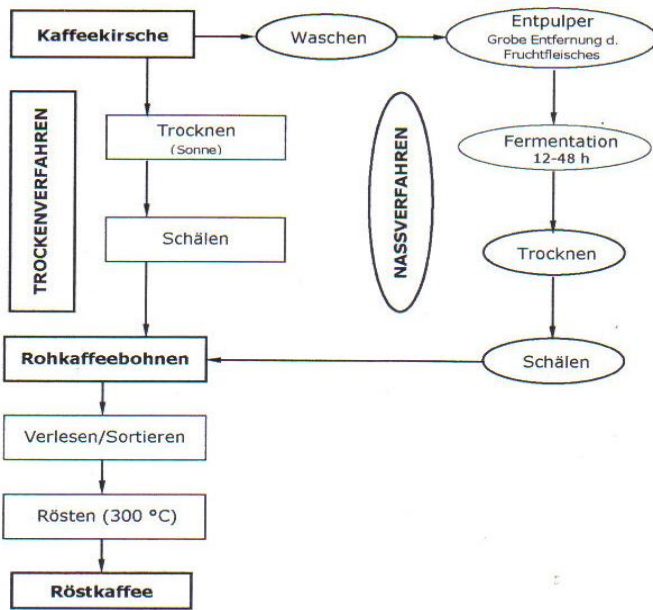 Kaffeekirsche
Waschen
Entpulper
Grobe Entfernung d.
Fruchtfleisches
TROCKENVERFAHREN
Trocknen
(Sonne)
NASSVERFAHREN
Fermentation
12-48 h
Schälen
Trocknen
Rohkaffeebohnen
Schälen
Verlesen/Sortieren
Rösten (300 °C)
Röstkaffee